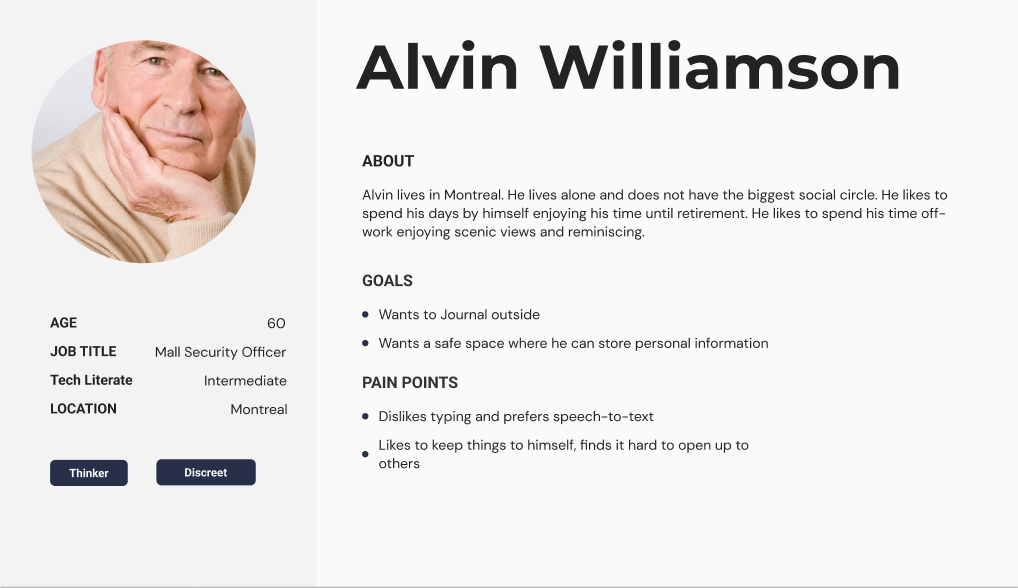 Alvin Williamson
ABOUT
Alvin lives in Montreal. He lives alone and does not have the biggest social circle. He likes to
spend his days by himself enjoying his time until retirement. He likes to spend his time off-
work enjoying scenic views and reminiscing.
GOALS
Wants to Journal outside
Wants a safe space where he can store personal information
PAIN POINTS
Dislikes typing and prefers speech-to-text
Likes to keep things to himself, finds it hard to open up to
others
AGE 60
JOB TITLE Mall Security Officer
Tech Literate Intermediate
LOCATION Montreal
Thinker Discreet